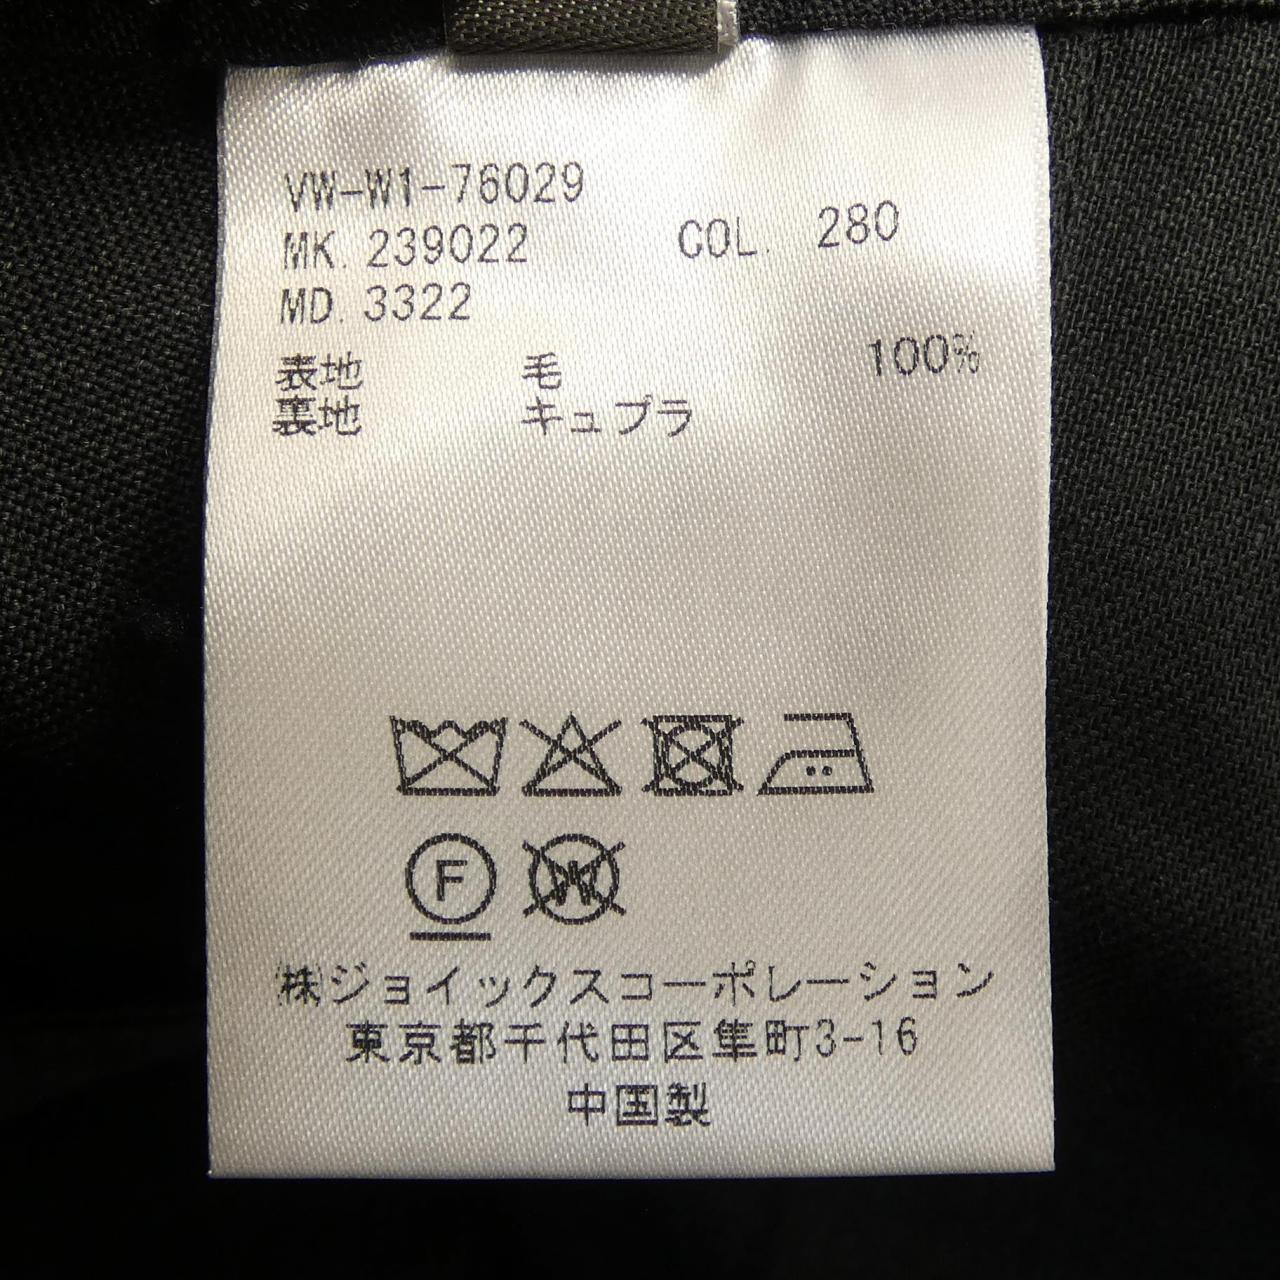 VW-W1-76029
MK. 239022 COL. 280
MD. 3322
表地 毛 100%
裏地 キュプラ
F W
(株)ジョイックスコーポレーション
東京都千代田区隼町3-16
中国製